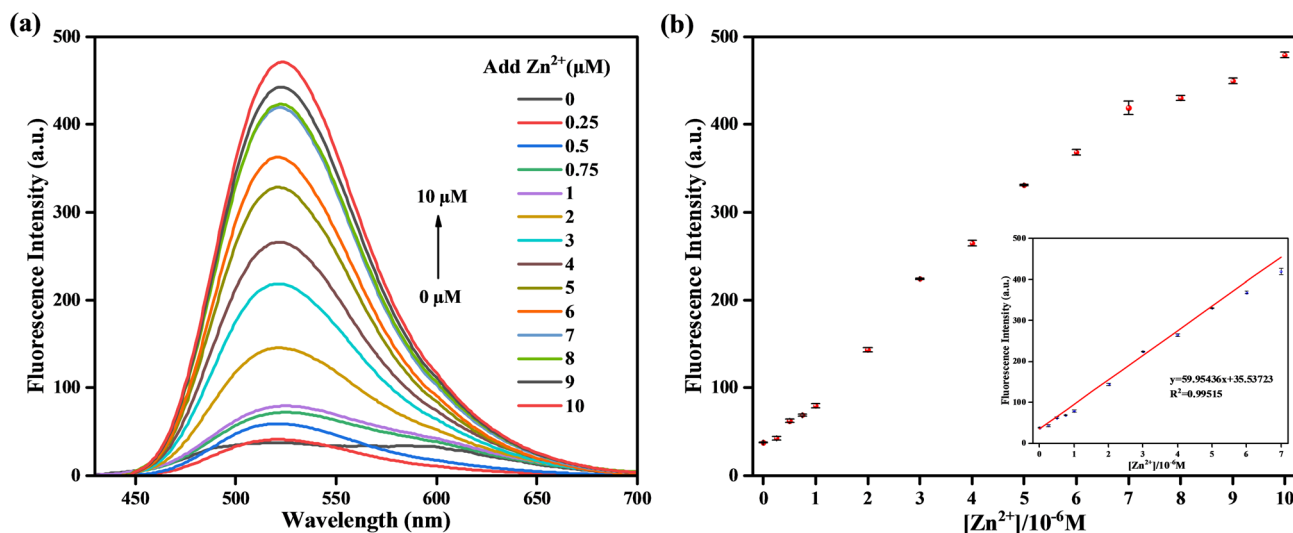 (a)
500
400
300
200
100
0
Fluorescence Intensity (a.u.)
450 500 550 600 650 700
Wavelength (nm)
Add Zn²⁺(μM)
0
0.25
0.5
0.75
1
2
3
4
5
6
7
8
9
10
10 μM
0 μM
(b)
500
400
300
200
100
0
Fluorescence Intensity (a.u.)
0 1 2 3 4 5 6 7 8 9 10
[Zn²⁺]/10⁻⁶M
500
400
300
200
100
0
Fluorescence Intensity (a.u.)
y=59.95436x+35.53723
R²=0.99515
0 1 2 3 4 5 6 7
[Zn²⁺]/10⁻⁶M